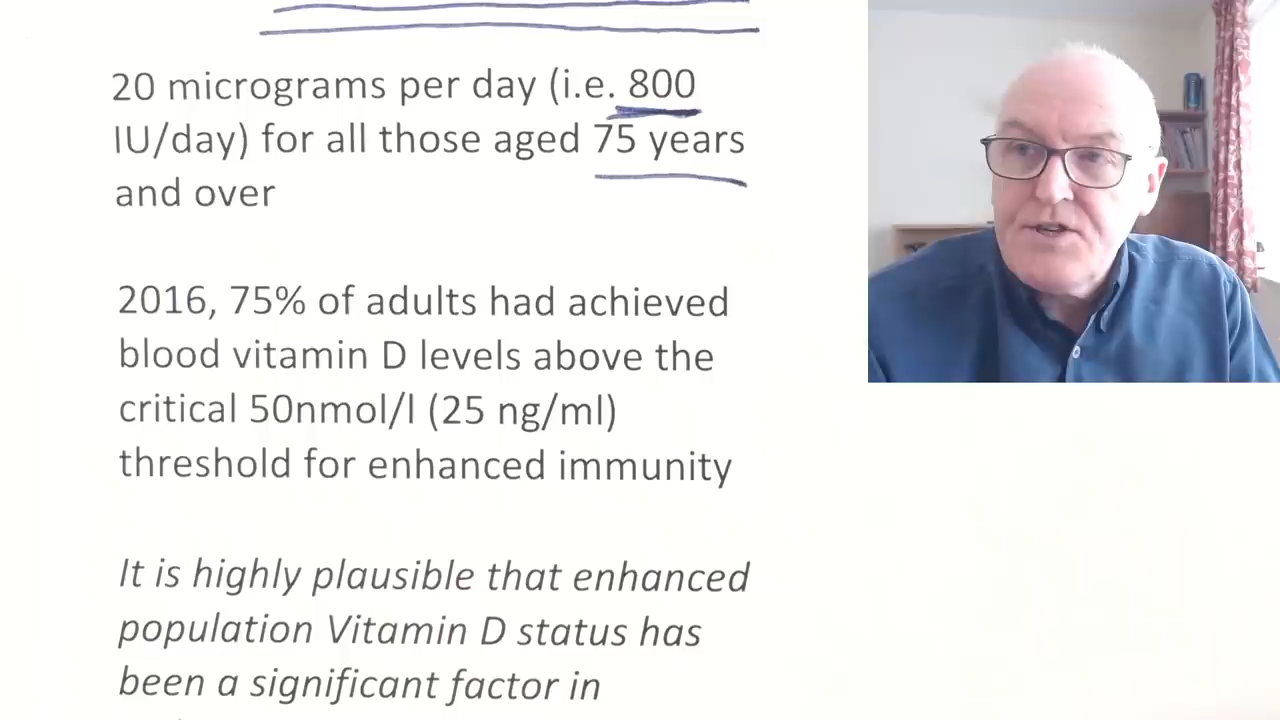 20 micrograms per day (i.e. 800
IU/day) for all those aged 75 years
and over
2016, 75% of adults had achieved
blood vitamin D levels above the
critical 50nmol/l (25 ng/ml)
threshold for enhanced immunity
It is highly plausible that enhanced
population Vitamin D status has
been a significant factor in